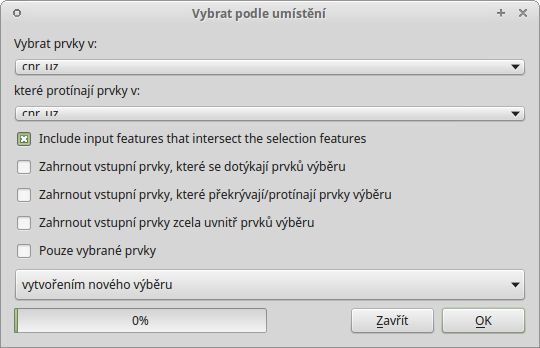 Vybrat podle umístění
Vybrat prvky v:
chr_uz
které protínají prvky v:
chr_uz
Include input features that intersect the selection features
Zahrnout vstupní prvky, které se dotýkají prvků výběru
Zahrnout vstupní prvky, které překrývají/protínají prvky výběru
Zahrnout vstupní prvky zcela uvnitř prvků výběru
Pouze vybrané prvky
vytvořením nového výběru
0%
Zavřít
OK